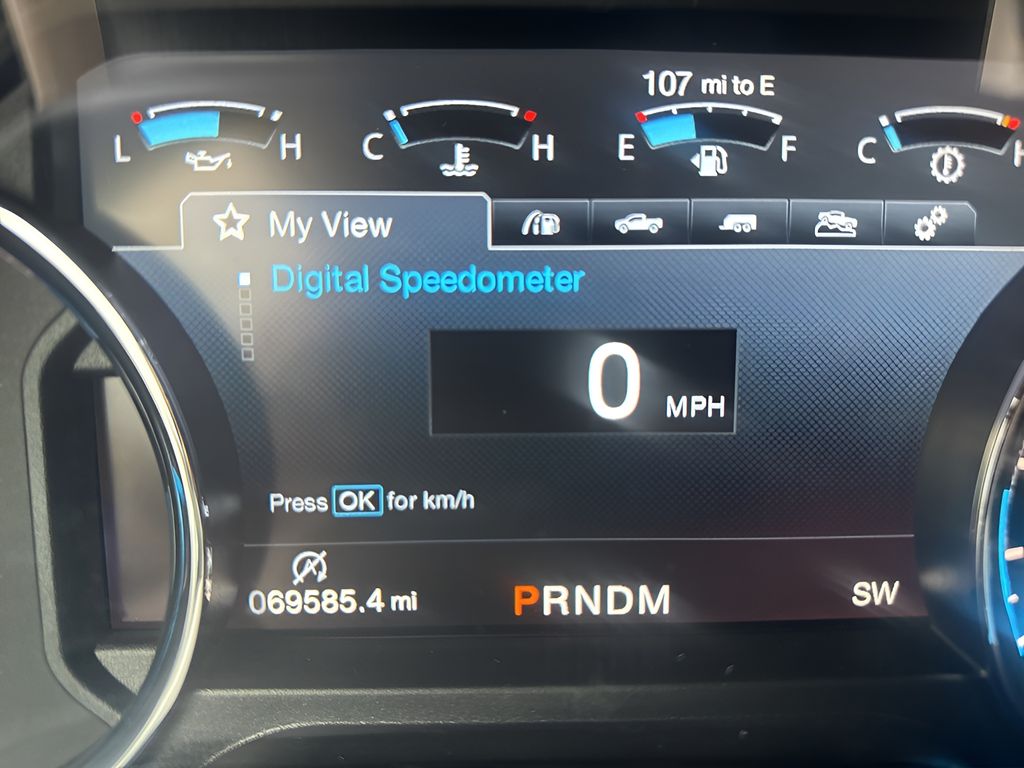 107 mi to E
L H C H E F C H
My View
Digital Speedometer
0 MPH
Press OK for km/h
069585.4 mi PRNDM SW